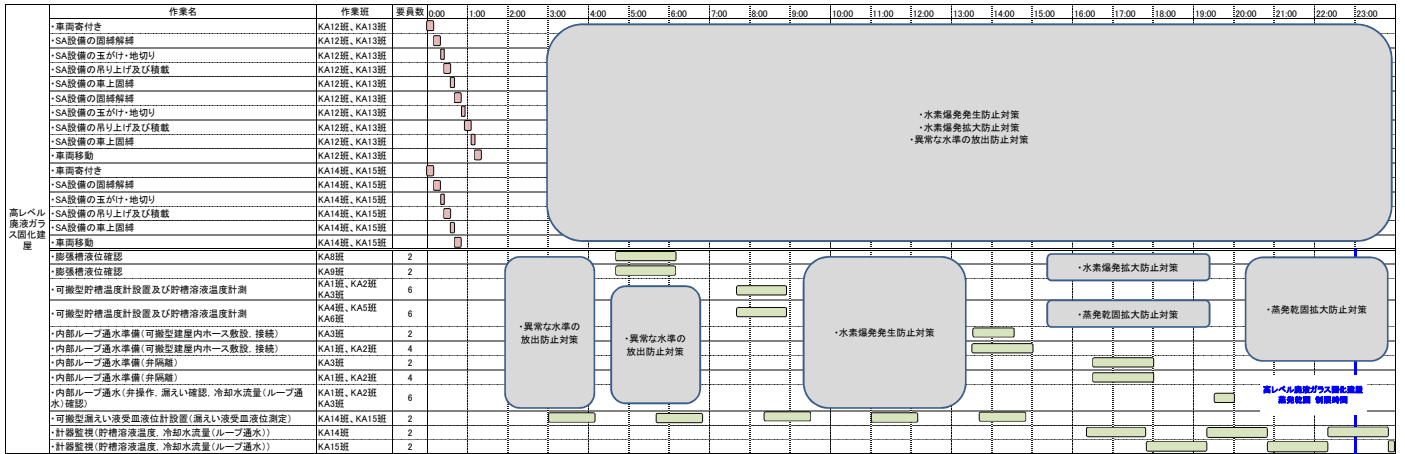 作業名 作業班 要員数 0:00 1:00 2:00 3:00 4:00 5:00 6:00 7:00 8:00 9:00 10:00 11:00 12:00 13:00 14:00 15:00 16:00 17:00 18:00 19:00 20:00 21:00 22:00 23:00
高レベル
廃液ガラ
ス固化建
屋
・車両寄付き KA12班、KA13班
・SA設備の固縛解縛 KA12班、KA13班
・SA設備の玉がけ・地切り KA12班、KA13班
・SA設備の吊り上げ及び積載 KA12班、KA13班
・SA設備の車上固縛 KA12班、KA13班
・SA設備の固縛解縛 KA12班、KA13班
・SA設備の玉がけ・地切り KA12班、KA13班
・SA設備の吊り上げ及び積載 KA12班、KA13班
・SA設備の車上固縛 KA12班、KA13班
・車両移動 KA12班、KA13班
・車両寄付き KA14班、KA15班
・SA設備の固縛解縛 KA14班、KA15班
・SA設備の玉がけ・地切り KA14班、KA15班
・SA設備の吊り上げ及び積載 KA14班、KA15班
・SA設備の車上固縛 KA14班、KA15班
・車両移動 KA14班、KA15班
・水素爆発発生防止対策
・水素爆発拡大防止対策
・異常な水準の放出防止対策
・膨張槽液位確認 KA8班 2
・膨張槽液位確認 KA9班 2
・可搬型貯槽温度計設置及び貯槽溶液温度計測 KA1班、KA2班
KA3班 6
・可搬型貯槽温度計設置及び貯槽溶液温度計測 KA4班、KA5班
KA6班 6
・内部ループ通水準備(可搬型建屋内ホース敷設，接続) KA3班 2
・内部ループ通水準備(可搬型建屋内ホース敷設，接続) KA1班、KA2班 4
・内部ループ通水準備(弁隔離) KA3班 2
・内部ループ通水準備(弁隔離) KA1班、KA2班 4
・内部ループ通水(弁操作，漏えい確認，冷却水流量(ループ通
水)確認) KA1班、KA2班
KA3班 6
・可搬型漏えい液受皿液位計設置(漏えい液受皿液位測定) KA14班、KA15班 2
・計器監視(貯槽溶液温度，冷却水流量(ループ通水)) KA14班 2
・計器監視(貯槽溶液温度，冷却水流量(ループ通水)) KA15班 2
・異常な水準の
放出防止対策
・異常な水準の
放出防止対策
・水素爆発発生防止対策
・水素爆発拡大防止対策
・蒸発乾固拡大防止対策
・蒸発乾固拡大防止対策
高レベル廃液ガラス固化建屋
蒸発乾固 制限時間